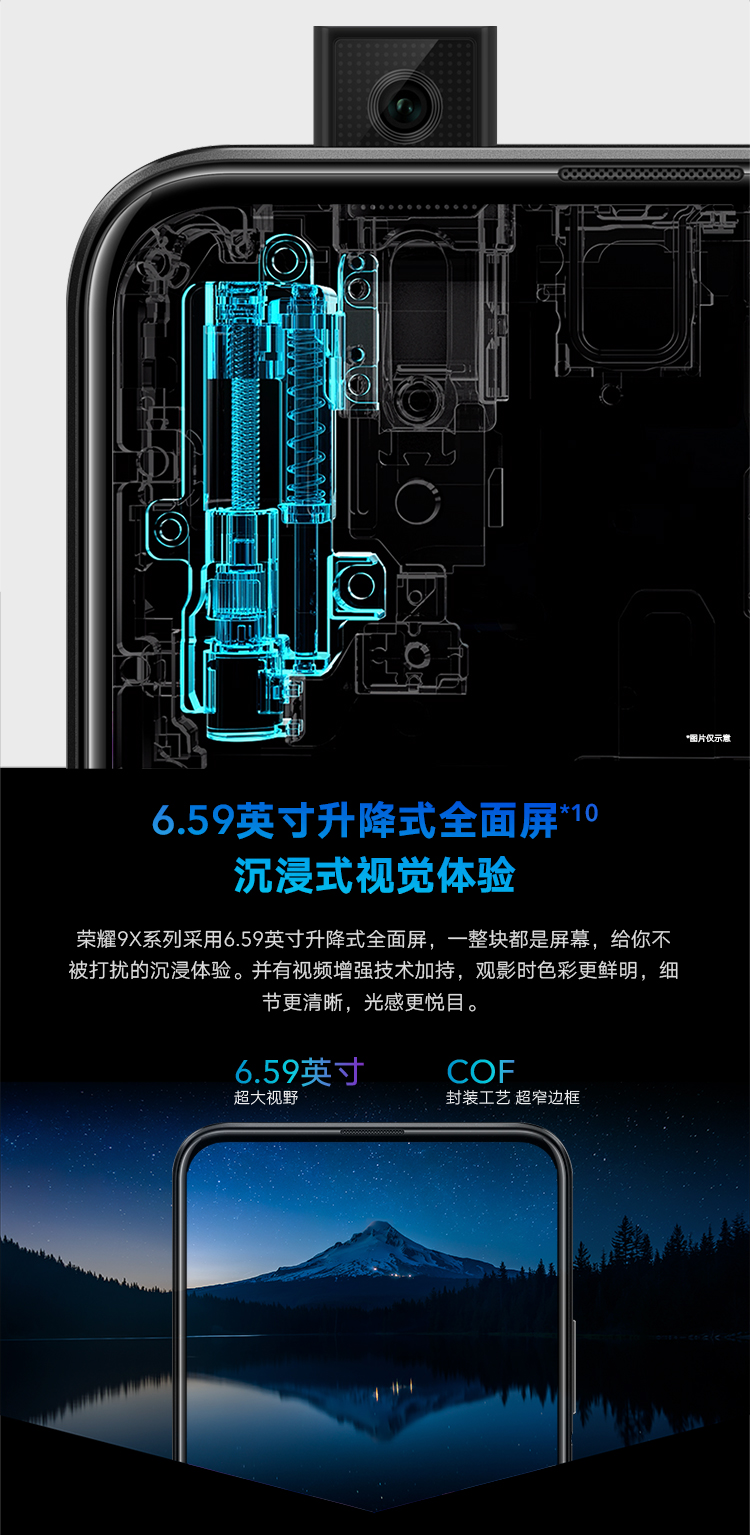 *图片仅示意
6.59英寸升降式全面屏*10
沉浸式视觉体验
荣耀9X系列采用6.59英寸升降式全面屏，一整块都是屏幕，给你不
被打扰的沉浸体验。并有视频增强技术加持，观影时色彩更鲜明，细
节更清晰，光感更悦目。
6.59英寸 COF
超大视野 封装工艺 超窄边框